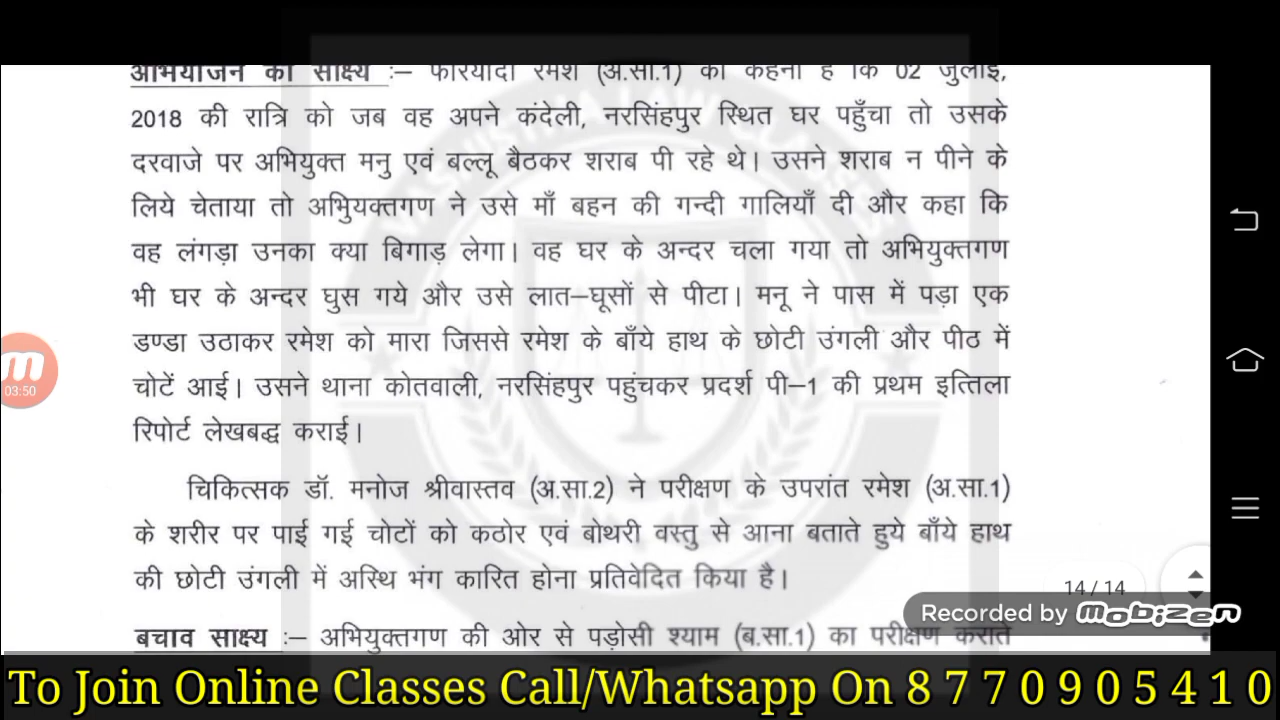 अभियोजन की साक्ष्य :– फरियादी रमेश (अ.सा.1) का कहना है कि 02 जुलाई,
2018 की रात्रि को जब वह अपने कंदेली, नरसिंहपुर स्थित घर पहुँचा तो उसके
दरवाजे पर अभियुक्त मनु एवं बल्लू बैठकर शराब पी रहे थे। उसने शराब न पीने के
लिये चेताया तो अभिुयक्तगण ने उसे माँ बहन की गन्दी गालियाँ दी और कहा कि
वह लंगड़ा उनका क्या बिगाड़ लेगा। वह घर के अन्दर चला गया तो अभियुक्तगण
भी घर के अन्दर घुस गये और उसे लात–घूसों से पीटा। मनू ने पास में पड़ा एक
डण्डा उठाकर रमेश को मारा जिससे रमेश के बाँये हाथ के छोटी उंगली और पीठ में
चोटें आई। उसने थाना कोतवाली, नरसिंहपुर पहुंचकर प्रदर्श पी–1 की प्रथम इत्तिला
रिपोर्ट लेखबद्ध कराई।
चिकित्सक डॉ. मनोज श्रीवास्तव (अ.सा.2) ने परीक्षण के उपरांत रमेश (अ.सा.1)
के शरीर पर पाई गई चोटों को कठोर एवं बोथरी वस्तु से आना बताते हुये बाँये हाथ
की छोटी उंगली में अस्थि भंग कारित होना प्रतिवेदित किया है।
14 / 14
Recorded by mobizen
बचाव साक्ष्य :– अभियुक्तगण की ओर से पड़ोसी श्याम (ब.सा.1) का परीक्षण कराते
m
03:50
To Join Online Classes Call/Whatsapp On 8 7 7 0 9 0 5 4 1 0